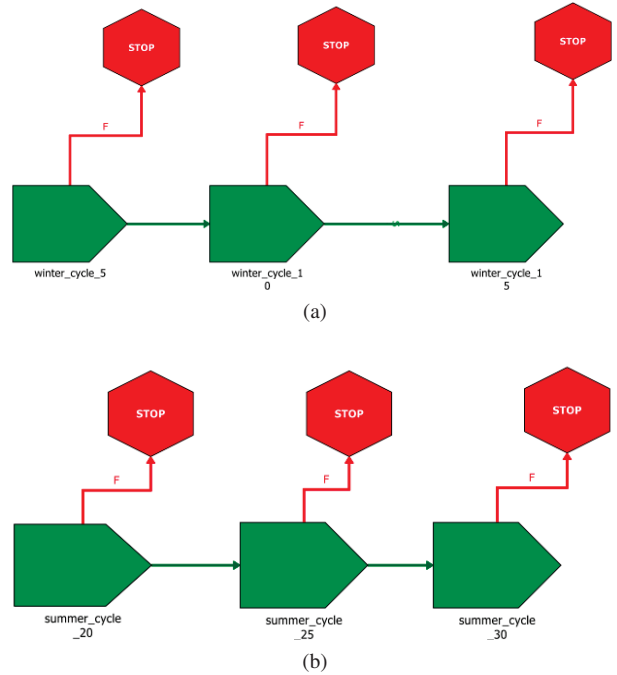 STOP STOP STOP
F F F
S
winter_cycle_5 winter_cycle_1 winter_cycle_1
0 5
(a)
STOP STOP STOP
F F F
summer_cycle summer_cycle summer_cycle
_20 _25 _30
(b)